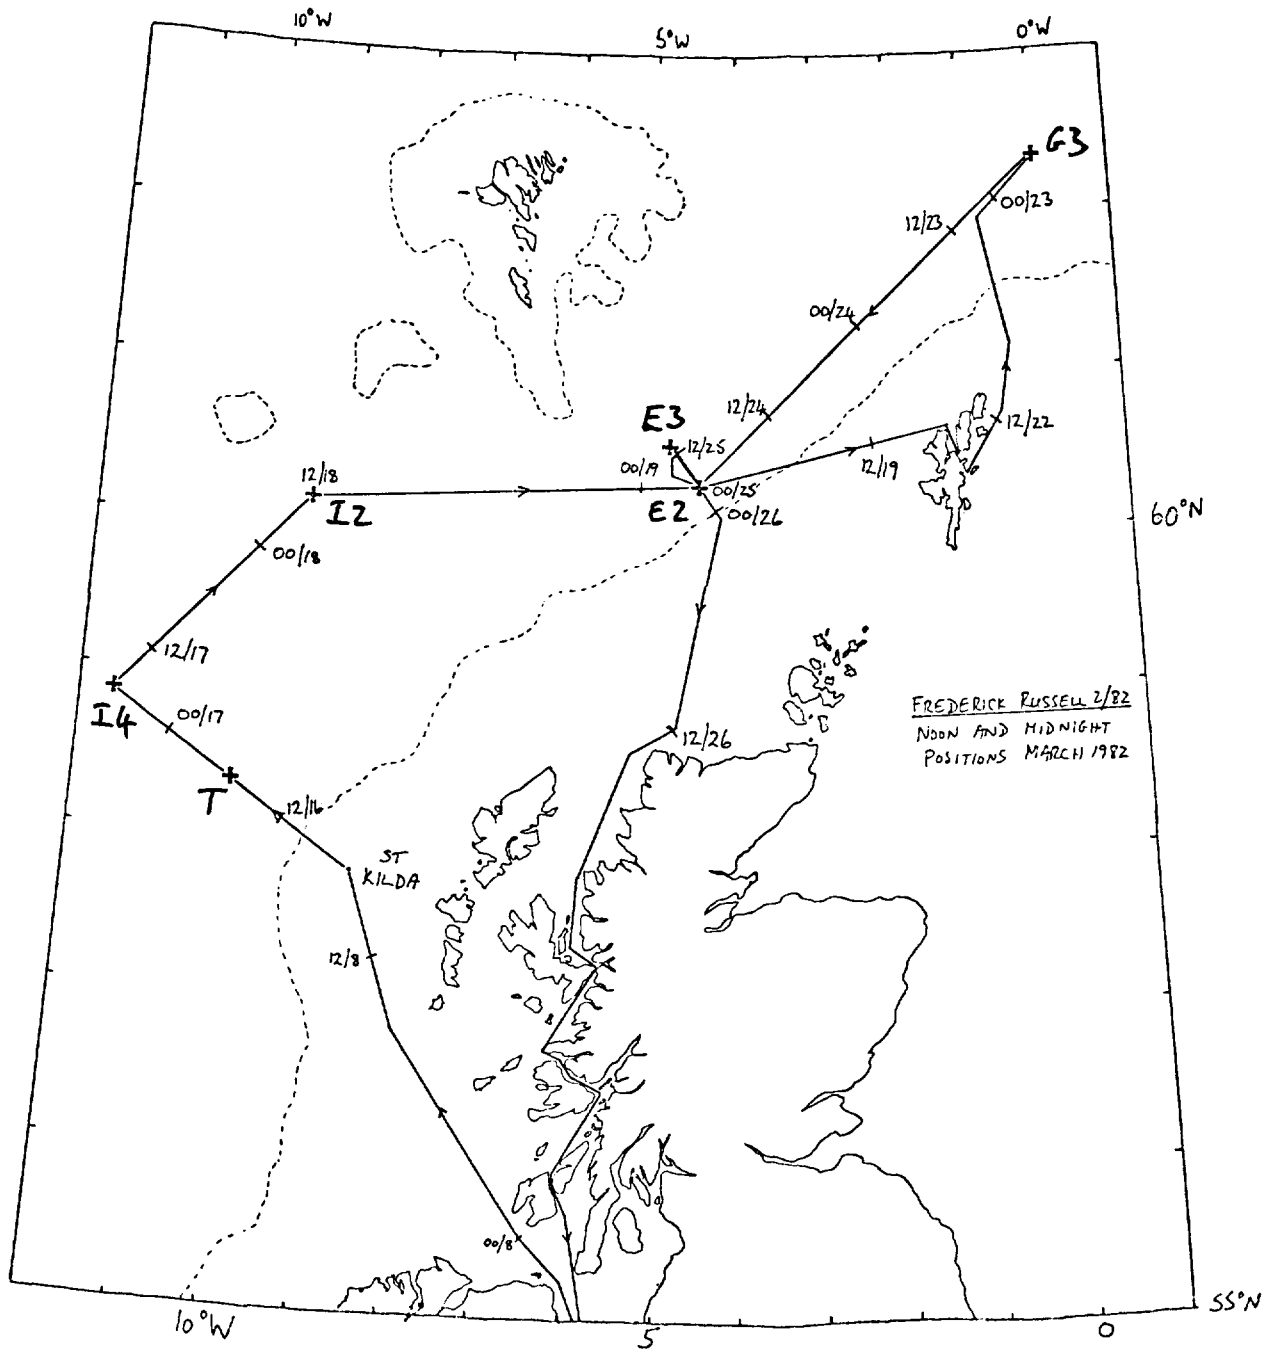 10°W
5°W
0°W
G3
00/23
12/23
00/24
12/24
E3
12/25
12/22
00/19
12/19
12/18
00/25
I2
E2
00/26
60°N
00/18
12/17
I4
00/17
FREDERICK RUSSELL 2/82
NOON AND MIDNIGHT
POSITIONS MARCH 1982
12/26
T
12/16
ST
KILDA
12/8
00/8
55°N
10°W
5
0